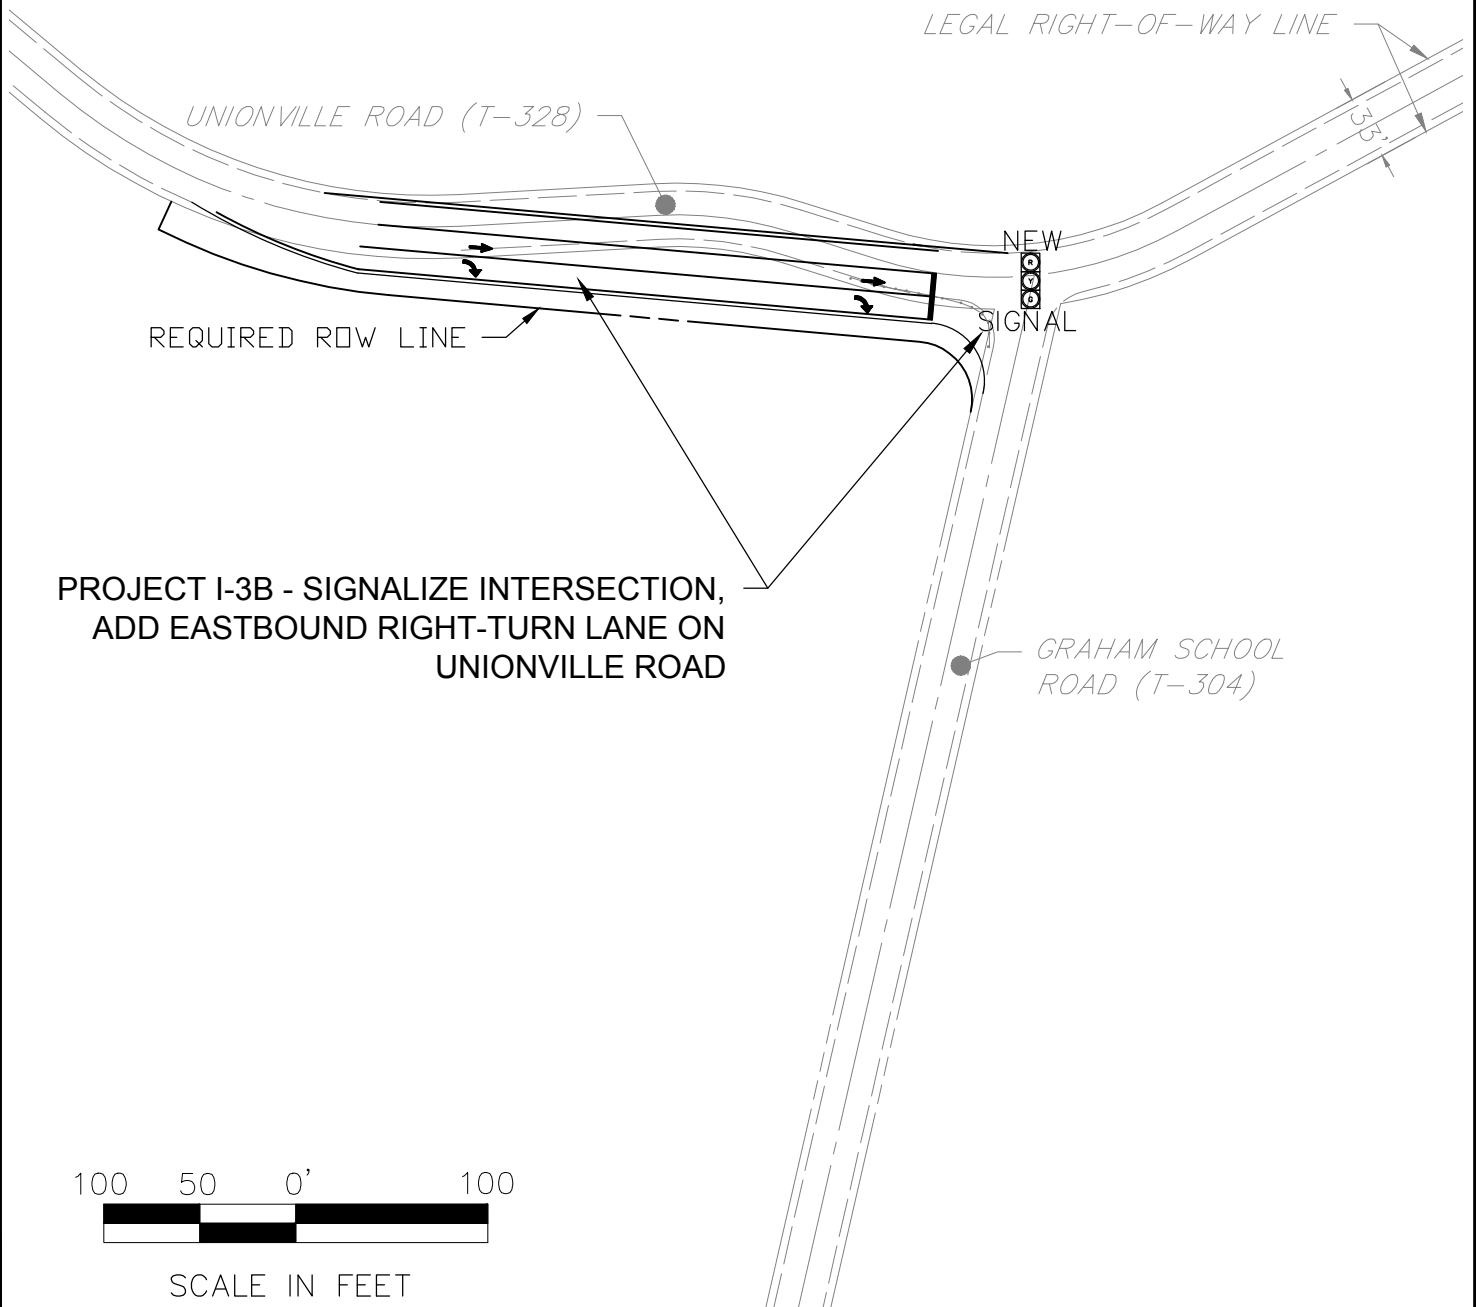 LEGAL RIGHT-OF-WAY LINE
UNIONVILLE ROAD (T-328)
33'
NEW
R
Y
G
SIGNAL
REQUIRED ROW LINE
PROJECT I-3B - SIGNALIZE INTERSECTION,
ADD EASTBOUND RIGHT-TURN LANE ON
UNIONVILLE ROAD
GRAHAM SCHOOL
ROAD (T-304)
100 50 0' 100
SCALE IN FEET